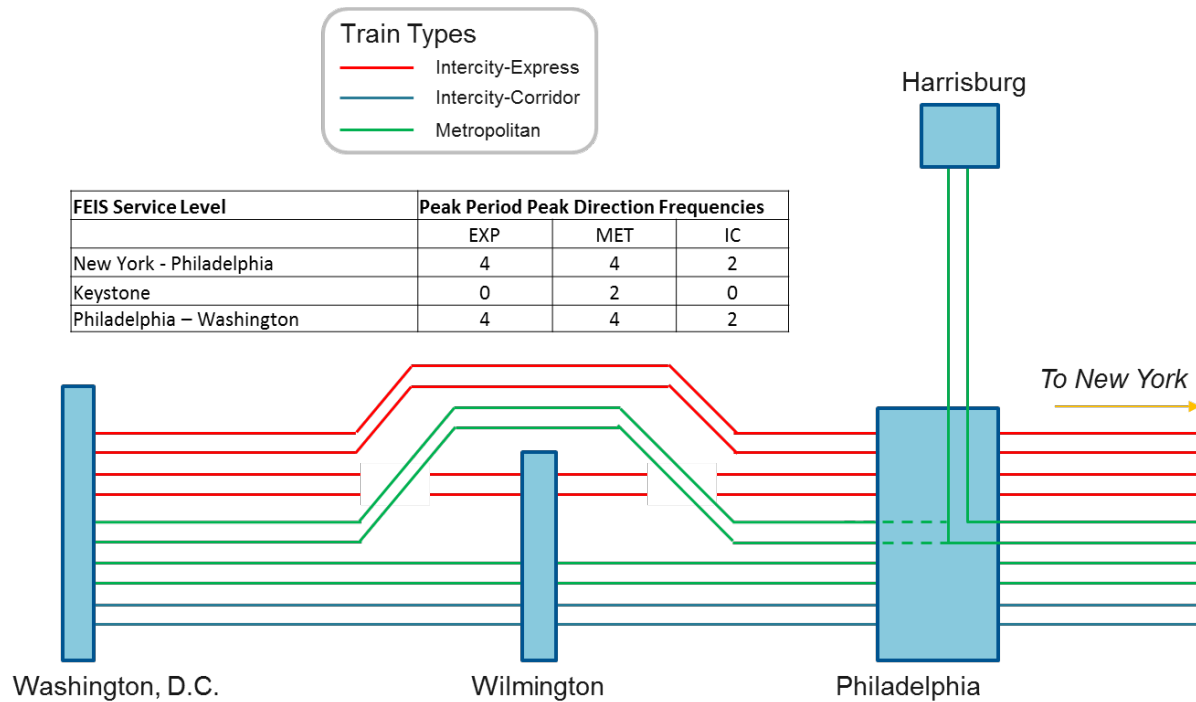 Train Types
Intercity-Express
Intercity-Corridor
Metropolitan
Harrisburg
FEIS Service Level Peak Period Peak Direction Frequencies
EXP MET IC
New York - Philadelphia 4 4 2
Keystone 0 2 0
Philadelphia – Washington 4 4 2
To New York
Washington, D.C. Wilmington Philadelphia